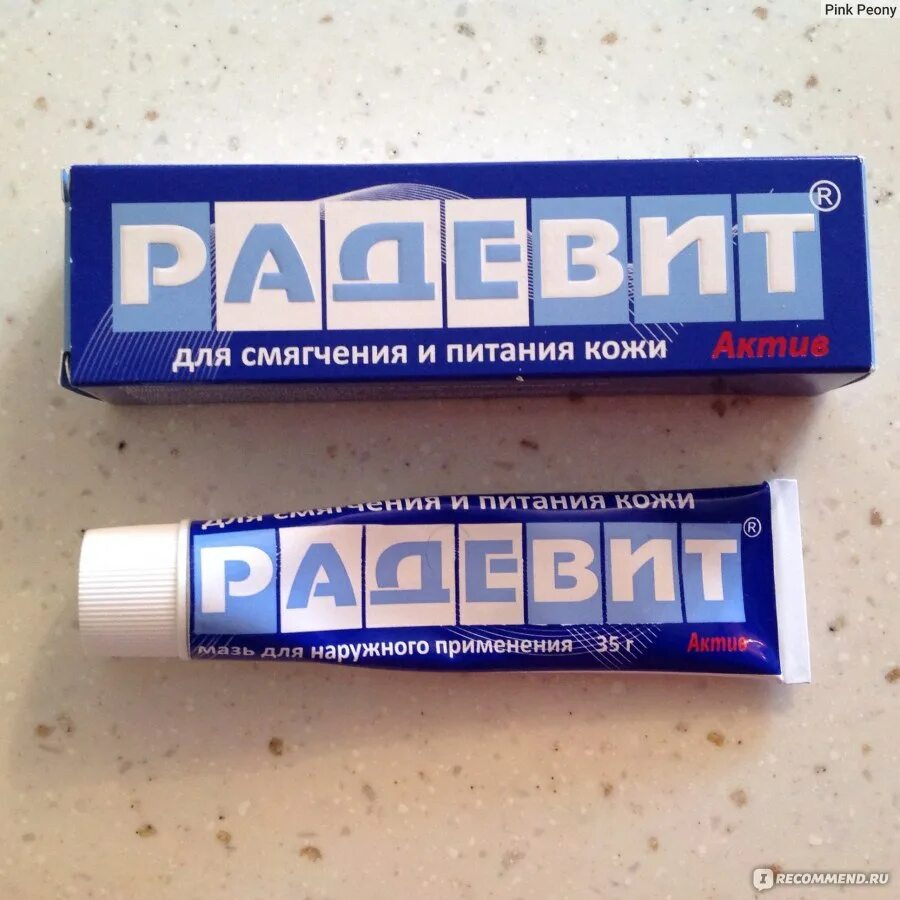 Pink Peony
РАДЕВИТ®
для смягчения и питания кожи Актив
для смягчения и питания кожи
РАДЕВИТ®
мазь для наружного применения 35 г Актив
IRECOMMEND.RU